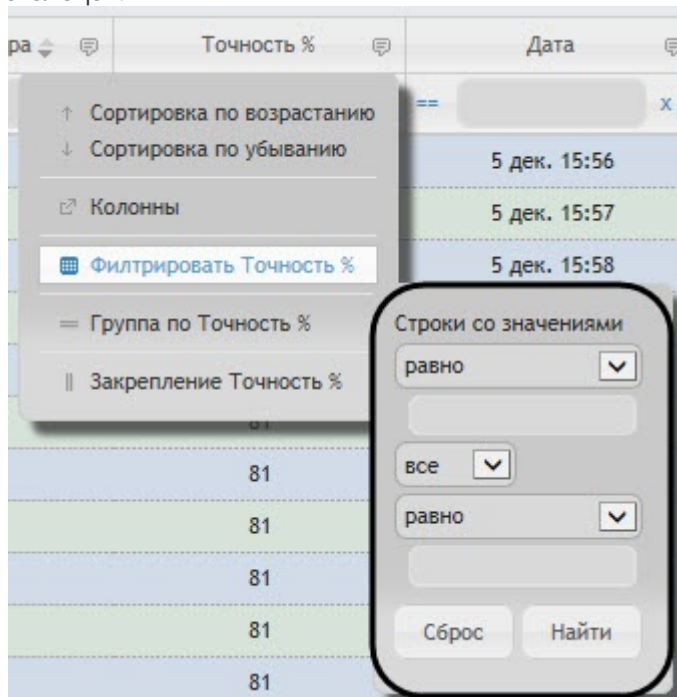 ра Точность % Дата
== x
↑ Сортировка по возрастанию
↓ Сортировка по убыванию
5 дек. 15:56
Колонны
5 дек. 15:57
Филтрировать Точность %
5 дек. 15:58
Группа по Точность %
Закрепление Точность %
Строки со значениями
равно
все
равно
Сброс Найти
81
81
81
81
81